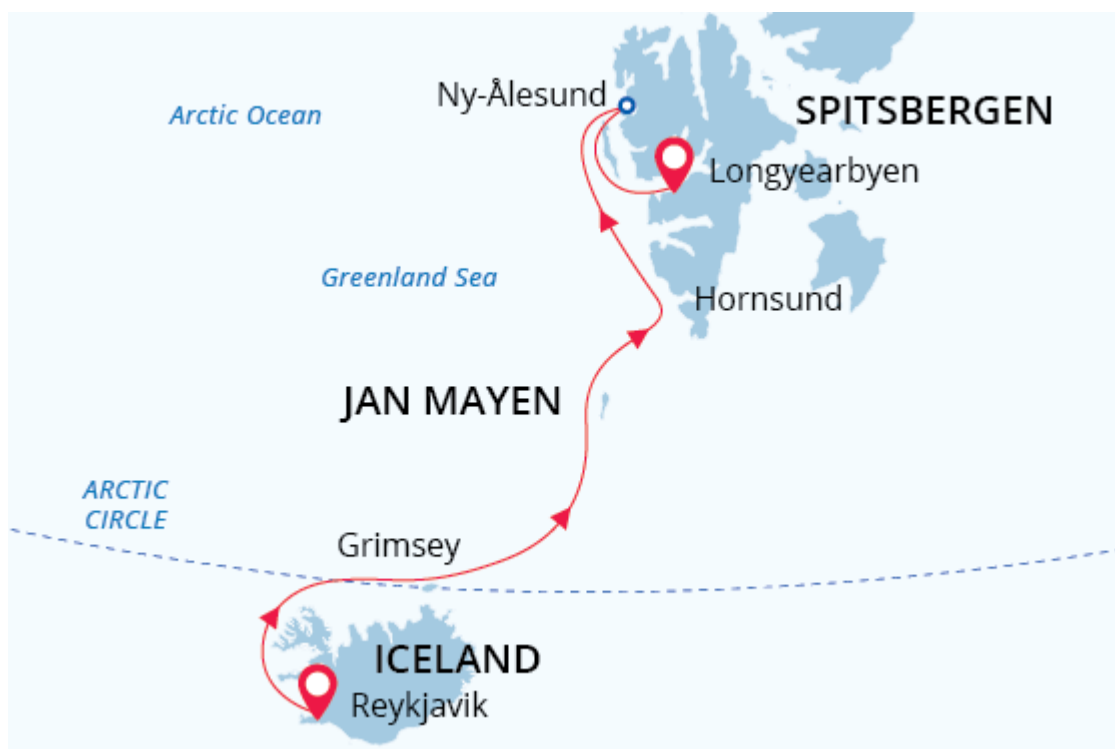 Ny-Ålesund
Arctic Ocean
SPITSBERGEN
Longyearbyen
Greenland Sea
Hornsund
JAN MAYEN
ARCTIC
CIRCLE
Grimsey
ICELAND
Reykjavik